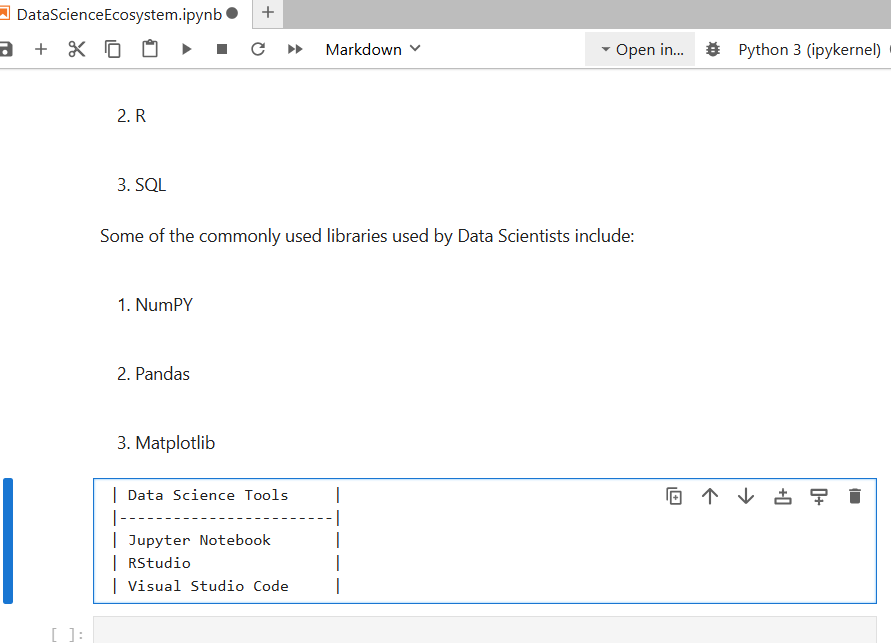 DataScienceEcosystem.ipynb
Markdown
Open in...
Python 3 (ipykernel)
2. R
3. SQL
Some of the commonly used libraries used by Data Scientists include:
1. NumPY
2. Pandas
3. Matplotlib
| Data Science Tools     |
|------------------------|
| Jupyter Notebook       |
| RStudio                |
| Visual Studio Code     |
[ ]: